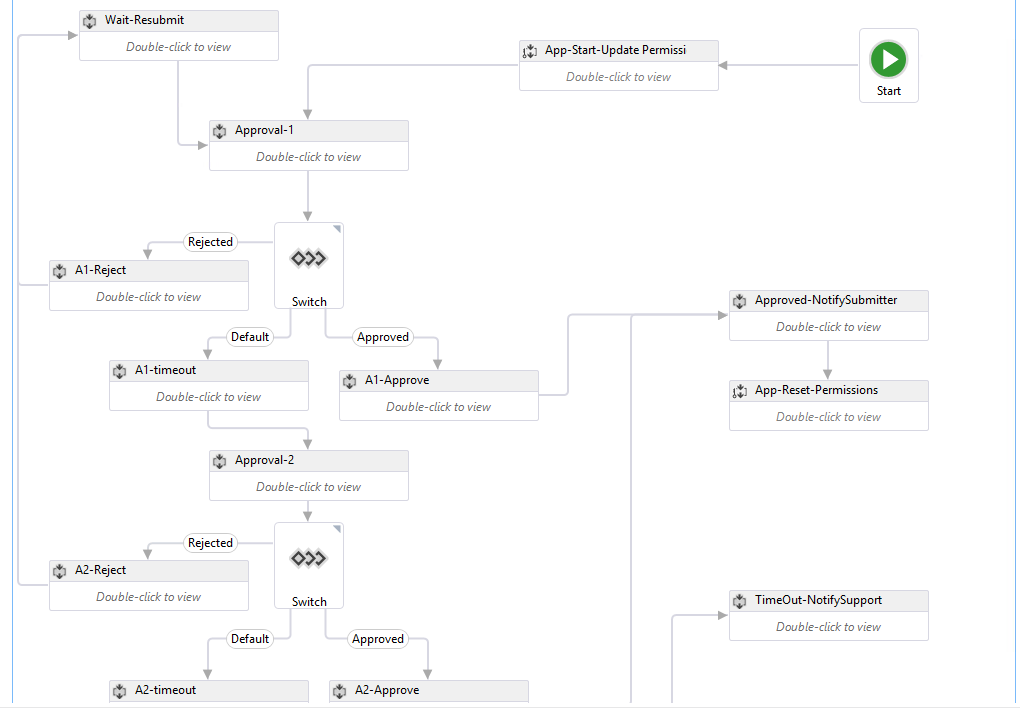 Wait-Resubmit
Double-click to view
App-Start-Update Permissi
Double-click to view
Start
Approval-1
Double-click to view
Rejected
A1-Reject
Double-click to view
Switch
Approved-NotifySubmitter
Double-click to view
Default
Approved
A1-timeout
Double-click to view
A1-Approve
Double-click to view
App-Reset-Permissions
Double-click to view
Approval-2
Double-click to view
Rejected
A2-Reject
Double-click to view
Switch
TimeOut-NotifySupport
Double-click to view
Default
Approved
A2-timeout
A2-Approve